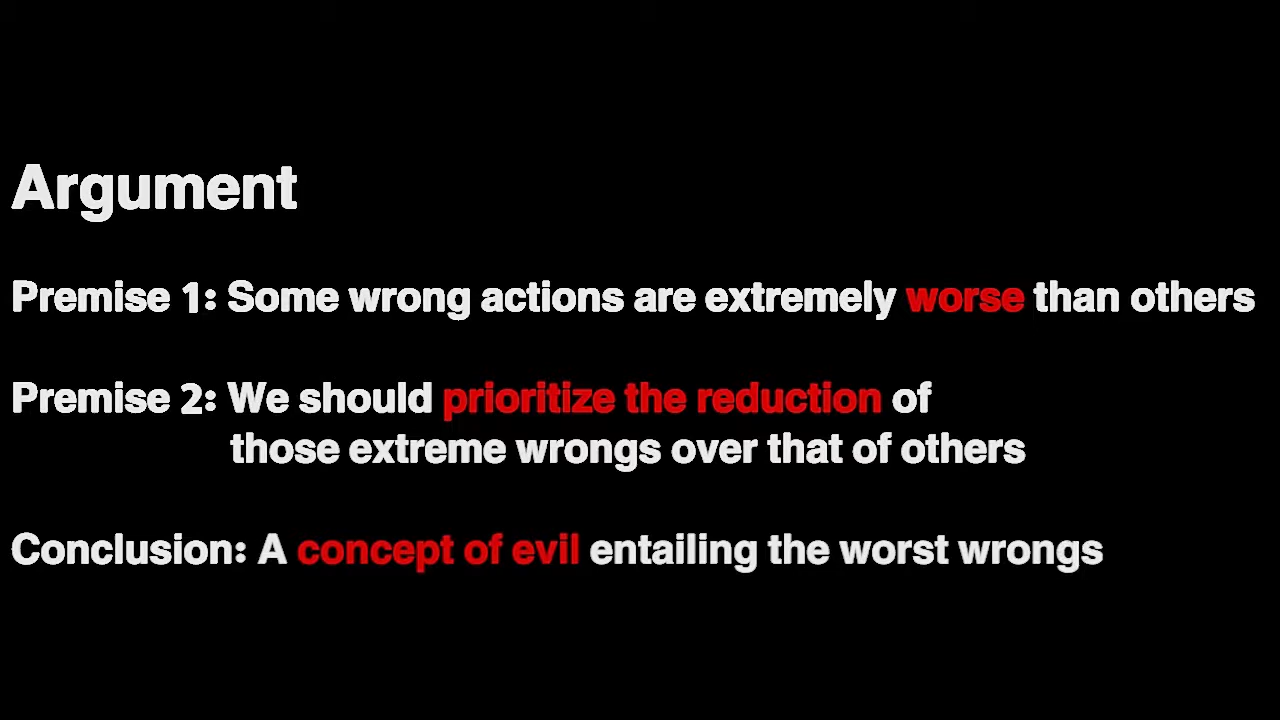 Argument
Premise 1: Some wrong actions are extremely worse than others
Premise 2: We should prioritize the reduction of
those extreme wrongs over that of others
Conclusion: A concept of evil entailing the worst wrongs